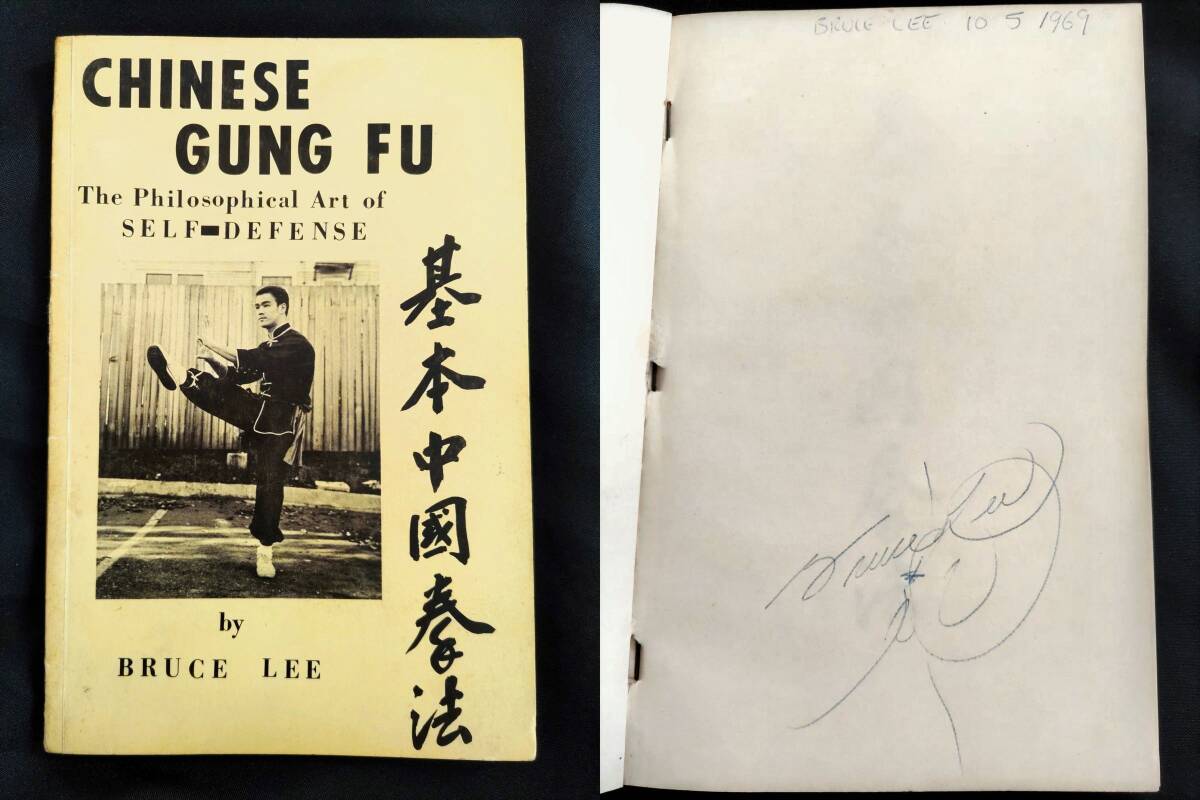 CHINESE
GUNG FU
The Philosophical Art of
SELF-DEFENSE
基本中國拳法
by
BRUCE LEE
BRUCE LEE 10 5 1969
Bruce Lee